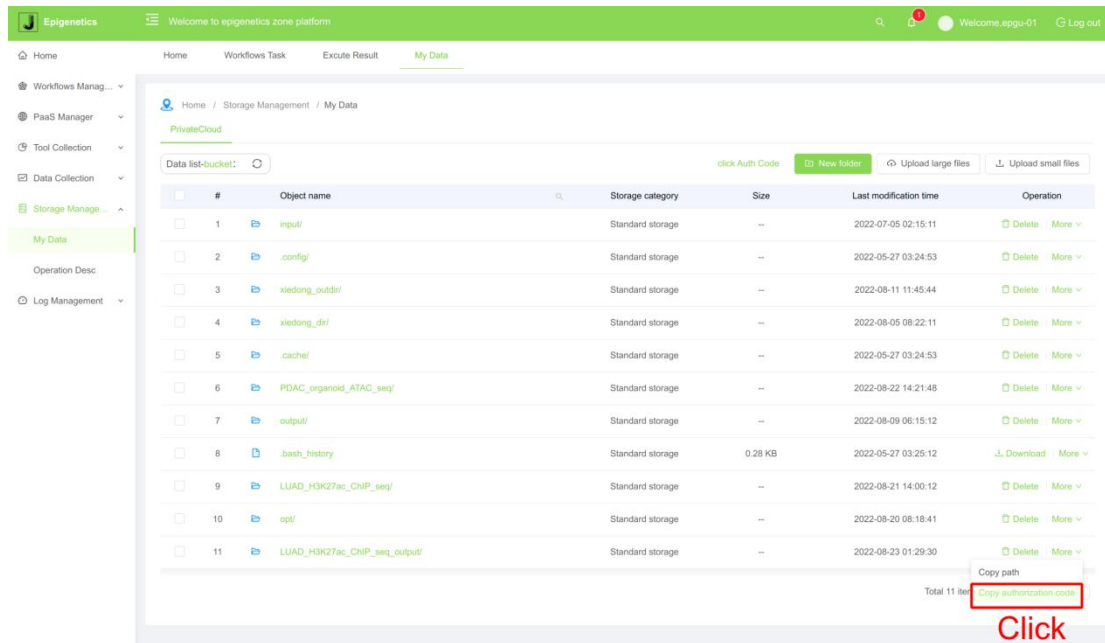 Epigenetics
Welcome to epigenetics zone platform
1
Welcome,epgu-01
Log out
Home
Workflows Manag...
PaaS Manager
Tool Collection
Data Collection
Storage Manage...
My Data
Operation Desc
Log Management
Home Workflows Task Excute Result My Data
Home / Storage Management / My Data
PrivateCloud
Data list-bucket:
click Auth Code New folder Upload large files Upload small files
# Object name Storage category Size Last modification time Operation
1 input/ Standard storage -- 2022-07-05 02:15:11 Delete More
2 .config/ Standard storage -- 2022-05-27 03:24:53 Delete More
3 xiedong_outdir/ Standard storage -- 2022-08-11 11:45:44 Delete More
4 xiedong_dir/ Standard storage -- 2022-08-05 08:22:11 Delete More
5 .cache/ Standard storage -- 2022-05-27 03:24:53 Delete More
6 PDAC_organoid_ATAC_seq/ Standard storage -- 2022-08-22 14:21:48 Delete More
7 output/ Standard storage -- 2022-08-09 06:15:12 Delete More
8 .bash_history Standard storage 0.28 KB 2022-05-27 03:25:12 Download More
9 LUAD_H3K27ac_ChIP_seq/ Standard storage -- 2022-08-21 14:00:12 Delete More
10 opt/ Standard storage -- 2022-08-20 08:18:41 Delete More
11 LUAD_H3K27ac_ChIP_seq_output/ Standard storage -- 2022-08-23 01:29:30 Delete More
Copy path
Total 11 iter
Copy authorization code
Click